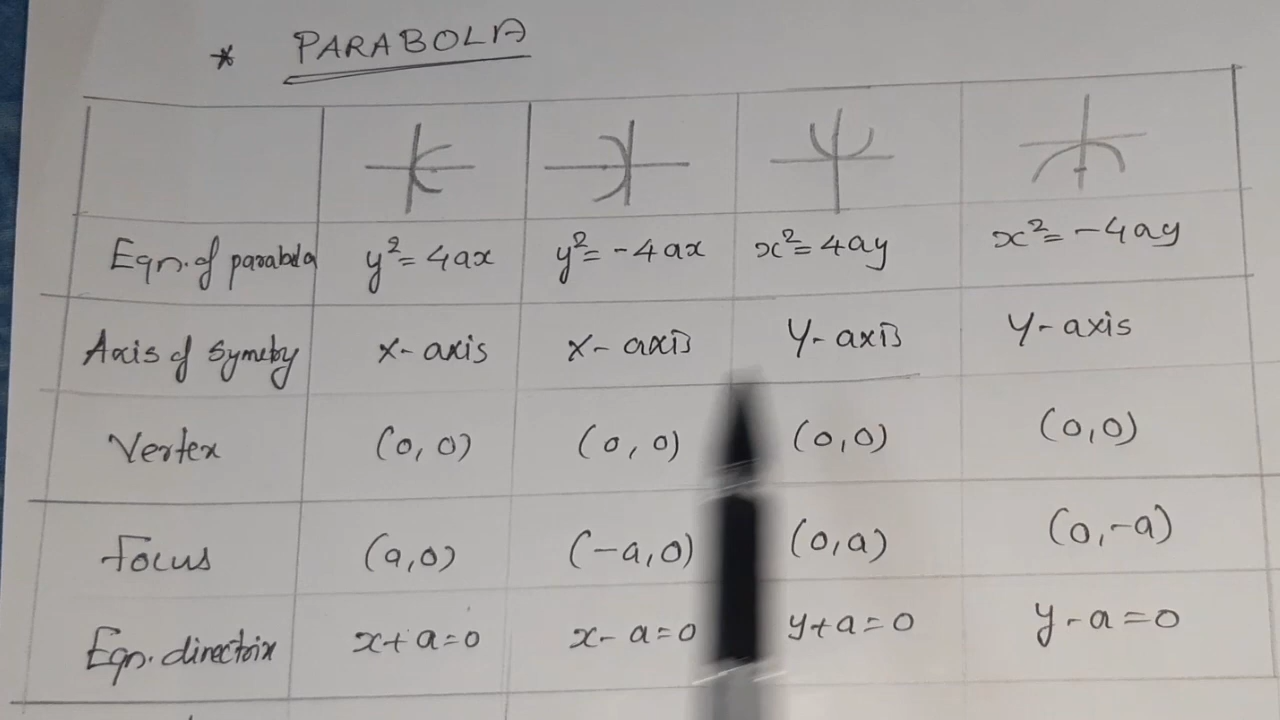 * PARABOLA
Eqn. of parabola y²= 4ax y²= -4ax x²= 4ay x²= -4ay
Axis of Symetry x-axis x-axis y-axis y-axis
Vertex (0,0) (0,0) (0,0) (0,0)
Focus (a,0) (-a,0) (0,a) (0,-a)
Eqn. directrix x+a=0 x-a=0 y+a=0 y-a=0